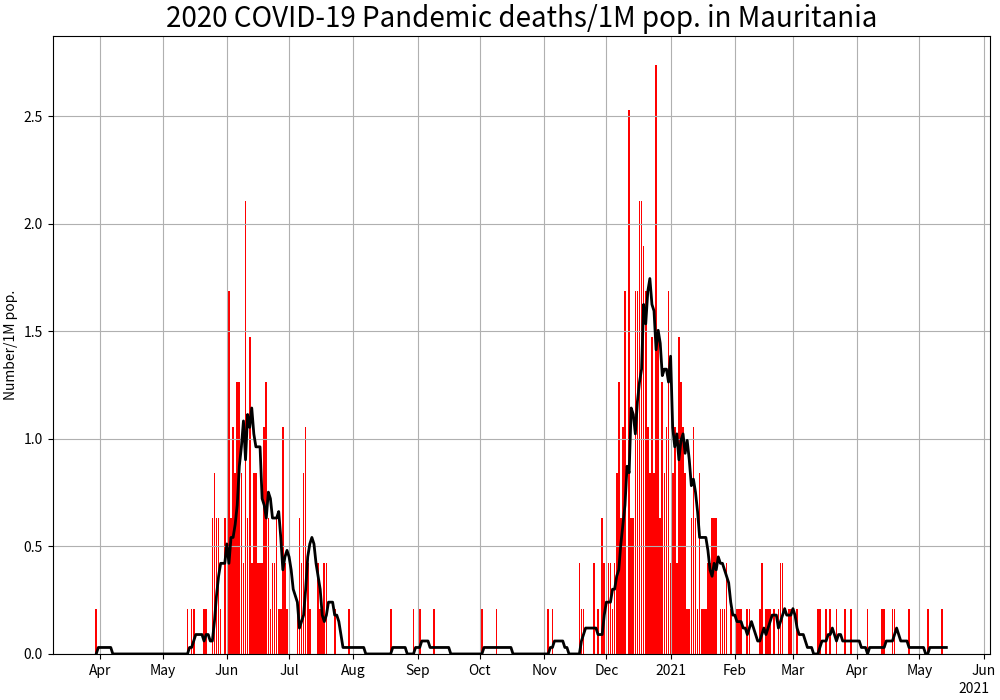 2020 COVID-19 Pandemic deaths/1M pop. in Mauritania
Number/1M pop.
2.5
2.0
1.5
1.0
0.5
0.0
Apr May Jun Jul Aug Sep Oct Nov Dec 2021 Feb Mar Apr May Jun
2021